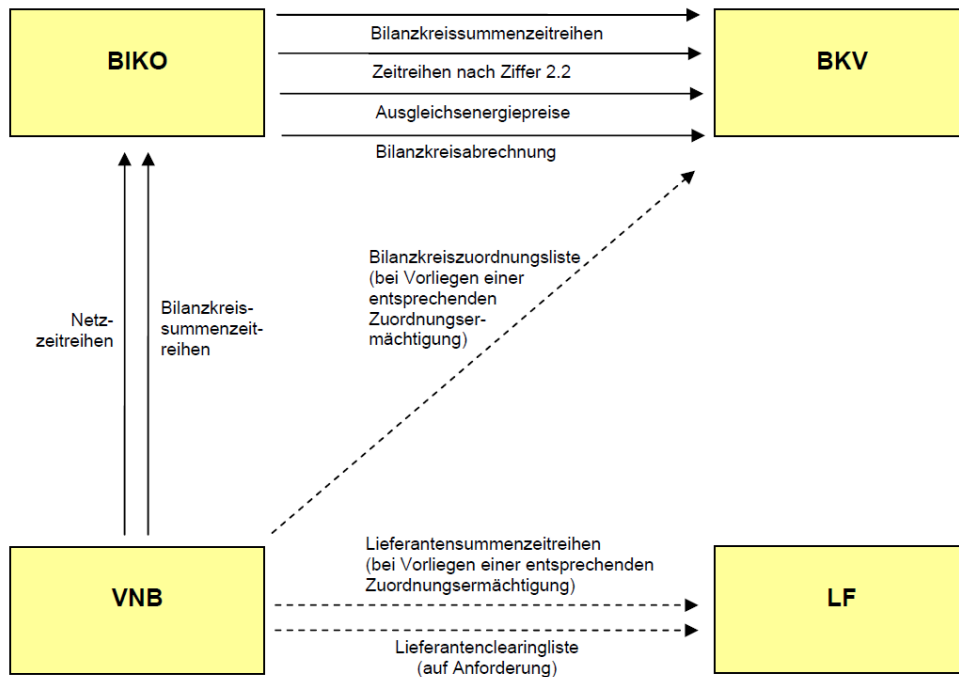 BIKO
Bilanzkreissummenzeitreihen
Zeitreihen nach Ziffer 2.2
Ausgleichsenergiepreise
Bilanzkreisabrechnung
BKV
Netz-
zeitreihen
Bilanzkreis-
summenzeit-
reihen
Bilanzkreiszuordnungsliste
(bei Vorliegen einer
entsprechenden
Zuordnungser-
mächtigung)
VNB
Lieferantensummenzeitreihen
(bei Vorliegen einer entsprechenden
Zuordnungsermächtigung)
Lieferantenclearingliste
(auf Anforderung)
LF